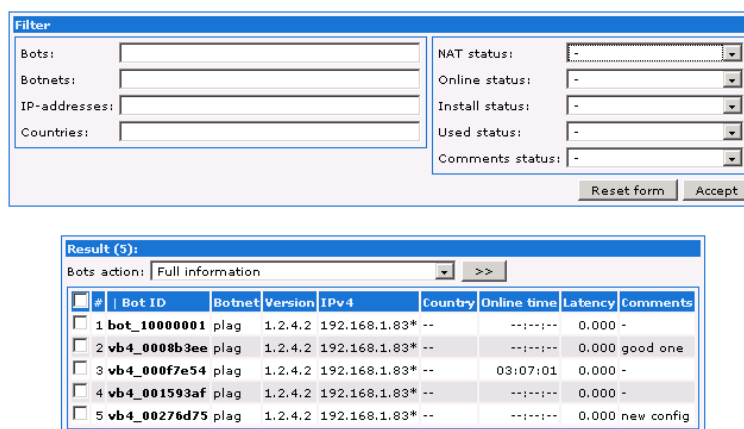 Filter
Bots:
Botnets:
IP-addresses:
Countries:
NAT status: -
Online status: -
Install status: -
Used status: -
Comments status: -
Reset form Accept
Result (5):
Bots action: Full information >>
# | Bot ID Botnet Version IPv4 Country Online time Latency Comments
1 bot_10000001 plag 1.2.4.2 192.168.1.83* -- --:--:-- 0.000 -
2 vb4_0008b3ee plag 1.2.4.2 192.168.1.83* -- --:--:-- 0.000 good one
3 vb4_000f7e54 plag 1.2.4.2 192.168.1.83* -- 03:07:01 0.000 -
4 vb4_001593af plag 1.2.4.2 192.168.1.83* -- --:--:-- 0.000 -
5 vb4_00276d75 plag 1.2.4.2 192.168.1.83* -- --:--:-- 0.000 new config